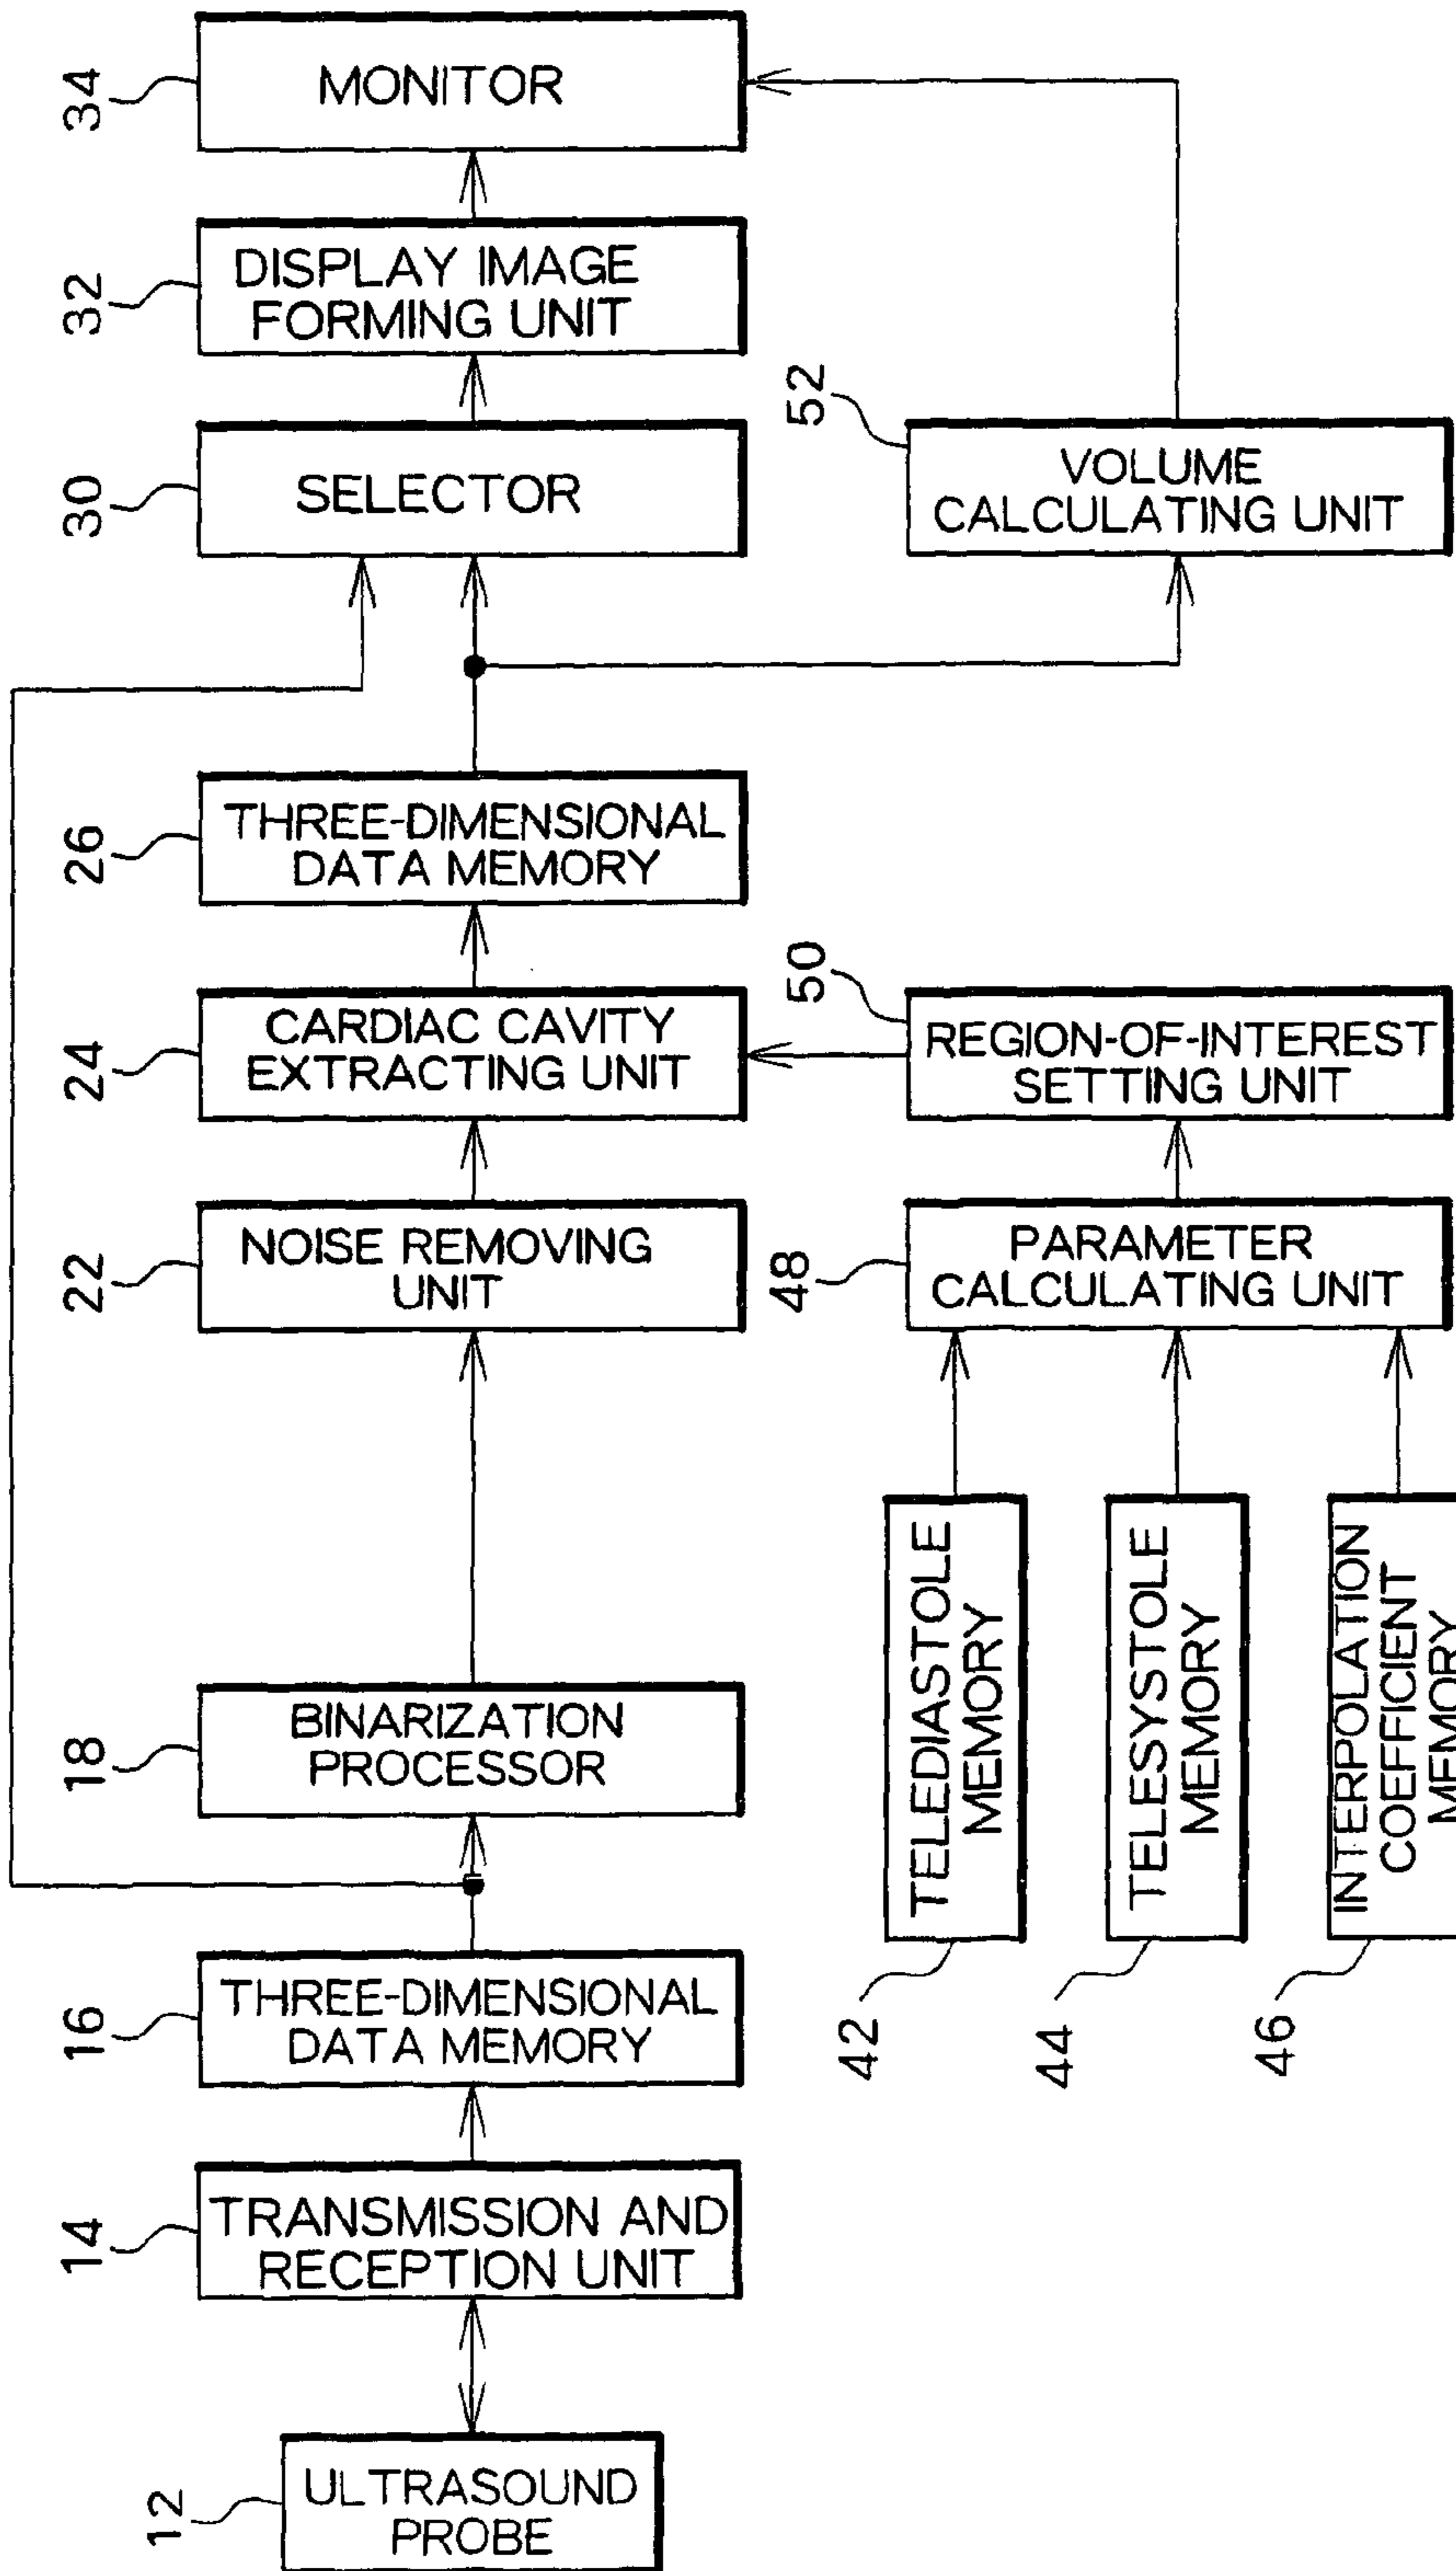 34
MONITOR
32
DISPLAY IMAGE
FORMING UNIT
30
SELECTOR
52
VOLUME
CALCULATING UNIT
26
THREE-DIMENSIONAL
DATA MEMORY
24
CARDIAC CAVITY
EXTRACTING UNIT
50
REGION-OF-INTEREST
SETTING UNIT
22
NOISE REMOVING
UNIT
48
PARAMETER
CALCULATING UNIT
18
BINARIZATION
PROCESSOR
TELEDIASTOLE
MEMORY
42
TELESYSTOLE
MEMORY
44
INTERPOLATION
COEFFICIENT
MEMORY
46
16
THREE-DIMENSIONAL
DATA MEMORY
14
TRANSMISSION AND
RECEPTION UNIT
12
ULTRASOUND
PROBE